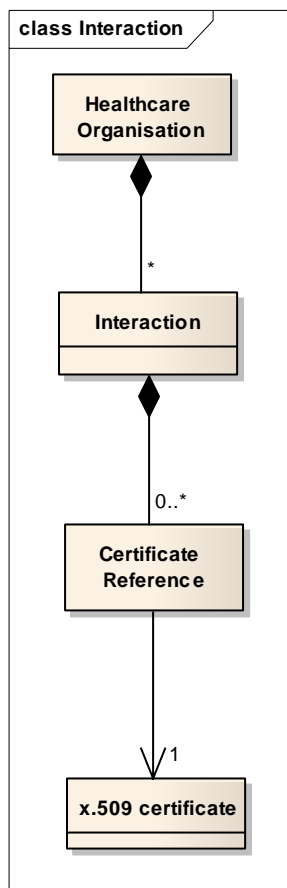 class Interaction
Healthcare
Organisation
*
Interaction
0..*
Certificate
Reference
1
x.509 certificate